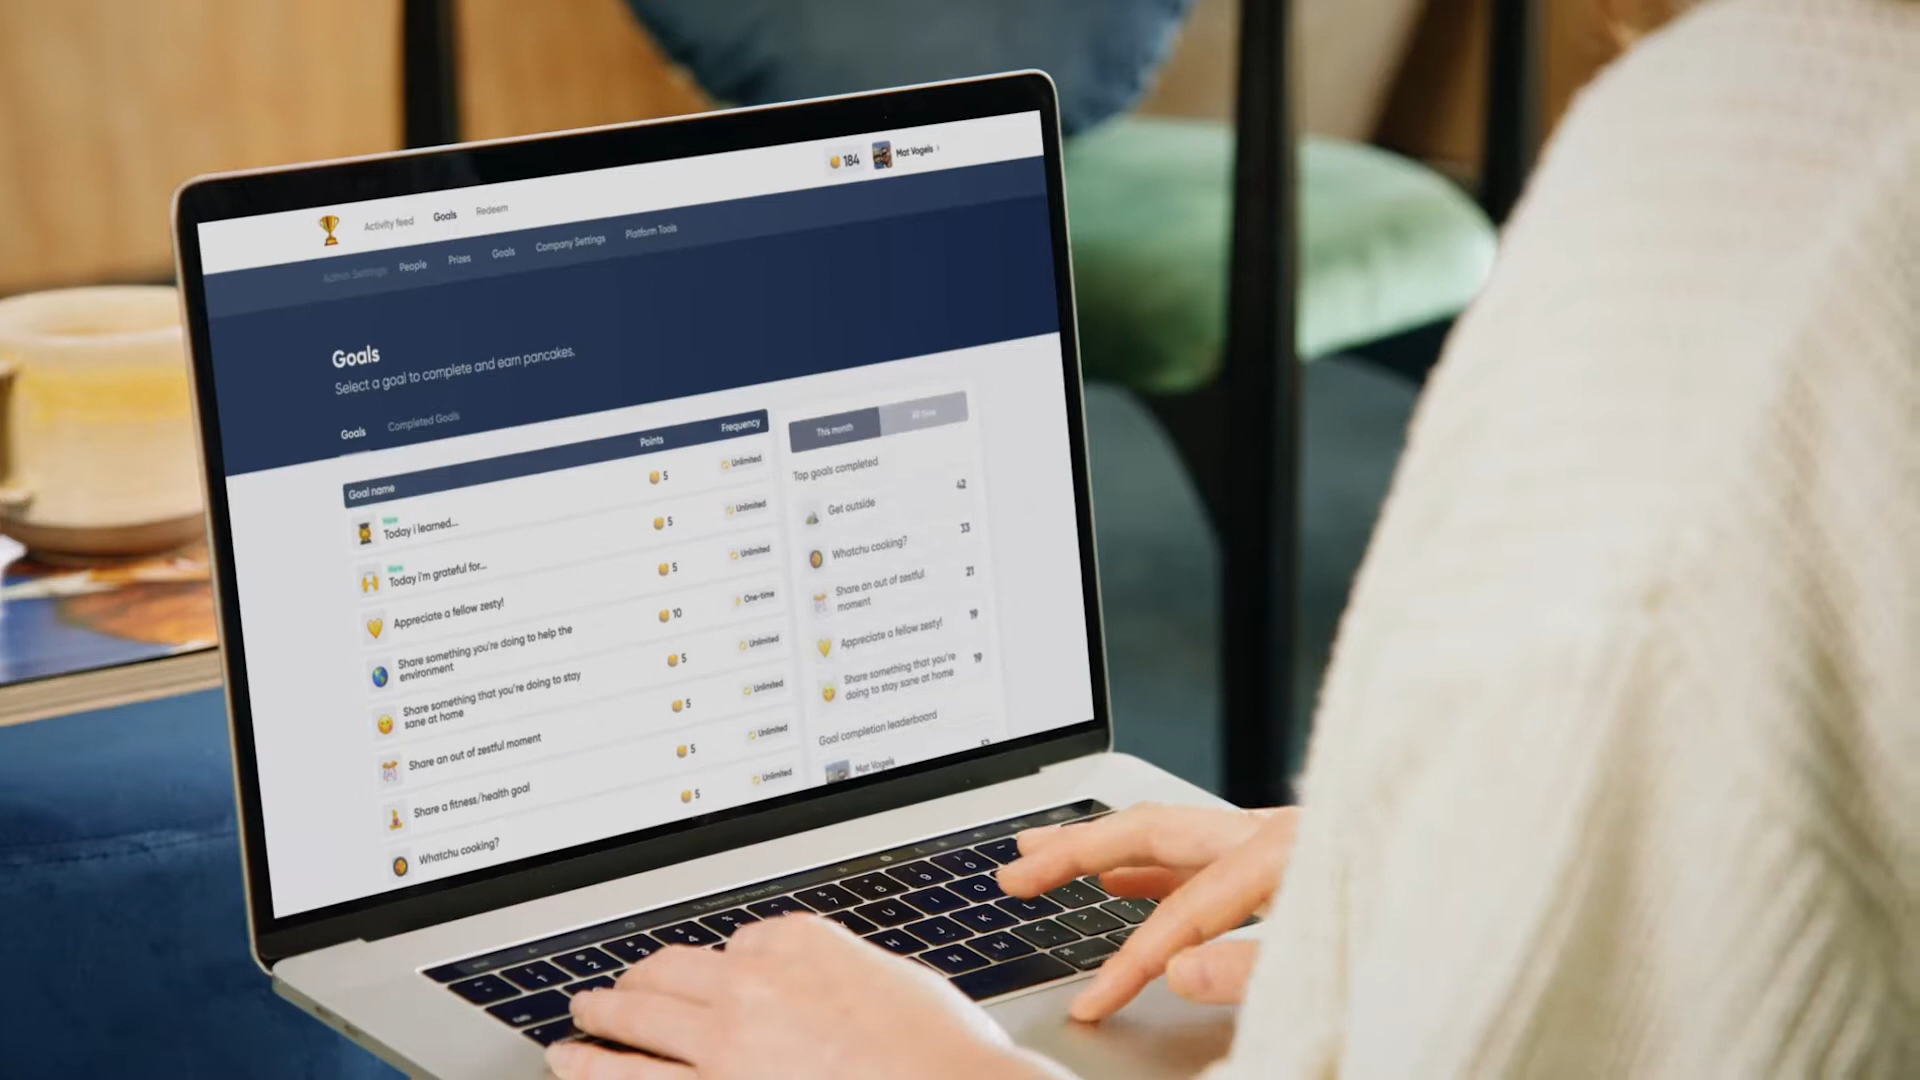 184
Mat Vogels
Activity feed
Goals
Redeem
Admin Settings
People
Prizes
Goals
Company Settings
Platform Tools
Goals
Select a goal to complete and earn pancakes.
Goals
Completed Goals
Goal name
Points
Frequency
New
Today i learned...
5
Unlimited
New
Today i'm grateful for...
5
Unlimited
Appreciate a fellow zesty!
5
Unlimited
Share something you're doing to help the
environment
10
One-time
Share something that you're doing to stay
sane at home
5
Unlimited
Share an out of zestful moment
5
Unlimited
Share a fitness/health goal
5
Unlimited
Whatchu cooking?
5
Unlimited
This month
All time
Top goals completed
Get outside
42
Whatchu cooking?
33
Share an out of zestful
moment
21
Appreciate a fellow zesty!
19
Share something that you're
doing to stay sane at home
19
Goal completion leaderboard
Mat Vogels